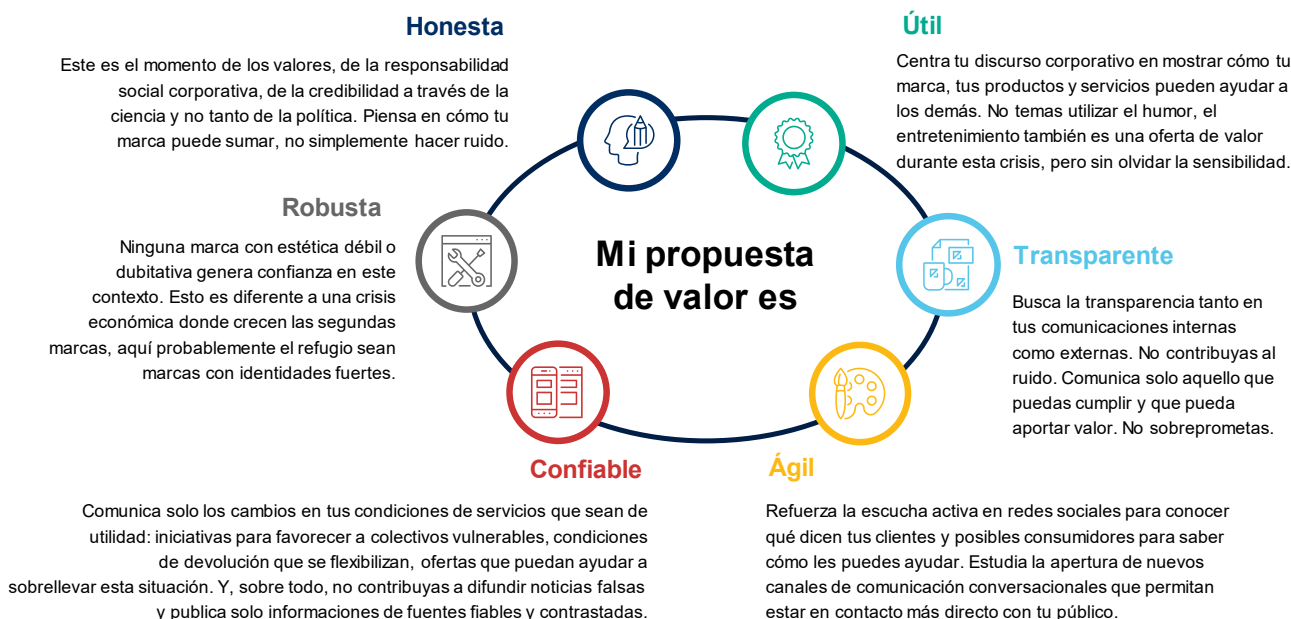 Honesta
Este es el momento de los valores, de la responsabilidad
social corporativa, de la credibilidad a través de la
ciencia y no tanto de la política. Piensa en cómo tu
marca puede sumar, no simplemente hacer ruido.
Útil
Centra tu discurso corporativo en mostrar cómo tu
marca, tus productos y servicios pueden ayudar a
los demás. No temas utilizar el humor, el
entretenimiento también es una oferta de valor
durante esta crisis, pero sin olvidar la sensibilidad.
Robusta
Ninguna marca con estética débil o
dubitativa genera confianza en este
contexto. Esto es diferente a una crisis
económica donde crecen las segundas
marcas, aquí probablemente el refugio sean
marcas con identidades fuertes.
Mi propuesta
de valor es
Transparente
Busca la transparencia tanto en
tus comunicaciones internas
como externas. No contribuyas al
ruido. Comunica solo aquello que
puedas cumplir y que pueda
aportar valor. No sobreprometas.
Confiable
Comunica solo los cambios en tus condiciones de servicios que sean de
utilidad: iniciativas para favorecer a colectivos vulnerables, condiciones
de devolución que se flexibilizan, ofertas que puedan ayudar a
sobrellevar esta situación. Y, sobre todo, no contribuyas a difundir noticias falsas
y publica solo informaciones de fuentes fiables y contrastadas.
Ágil
Refuerza la escucha activa en redes sociales para conocer
qué dicen tus clientes y posibles consumidores para saber
cómo les puedes ayudar. Estudia la apertura de nuevos
canales de comunicación conversacionales que permitan
estar en contacto más directo con tu público.